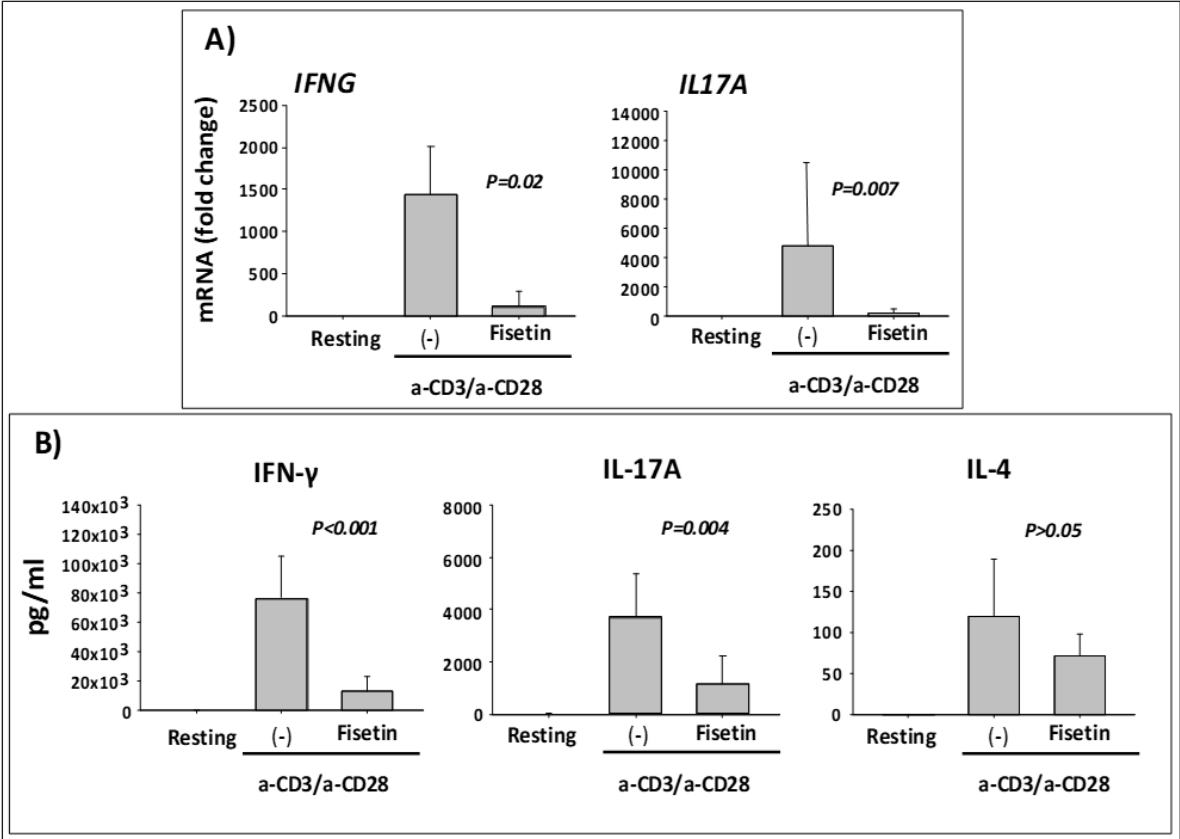 A)
IFNG
IL17A
mRNA (fold change)
2500
2000
1500
1000
500
0
P=0.02
Resting
(-)
Fisetin
a-CD3/a-CD28
14000
12000
10000
8000
6000
4000
2000
0
P=0.007
Resting
(-)
Fisetin
a-CD3/a-CD28
B)
IFN-γ
IL-17A
IL-4
pg/ml
140x10³
120x10³
100x10³
80x10³
60x10³
40x10³
20x10³
0
P<0.001
Resting
(-)
Fisetin
a-CD3/a-CD28
8000
6000
4000
2000
0
P=0.004
Resting
(-)
Fisetin
a-CD3/a-CD28
250
200
150
100
50
0
P>0.05
Resting
(-)
Fisetin
a-CD3/a-CD28